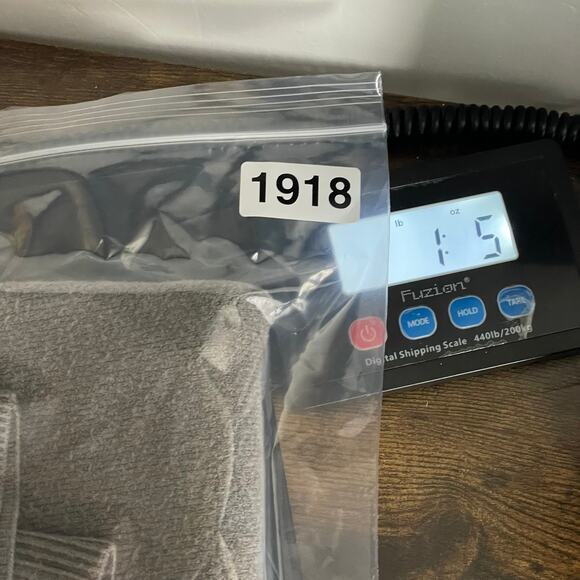 1918
lb oz
1:5
Fuzion®
MODE HOLD TARE
Digital Shipping Scale 440lb/200kg